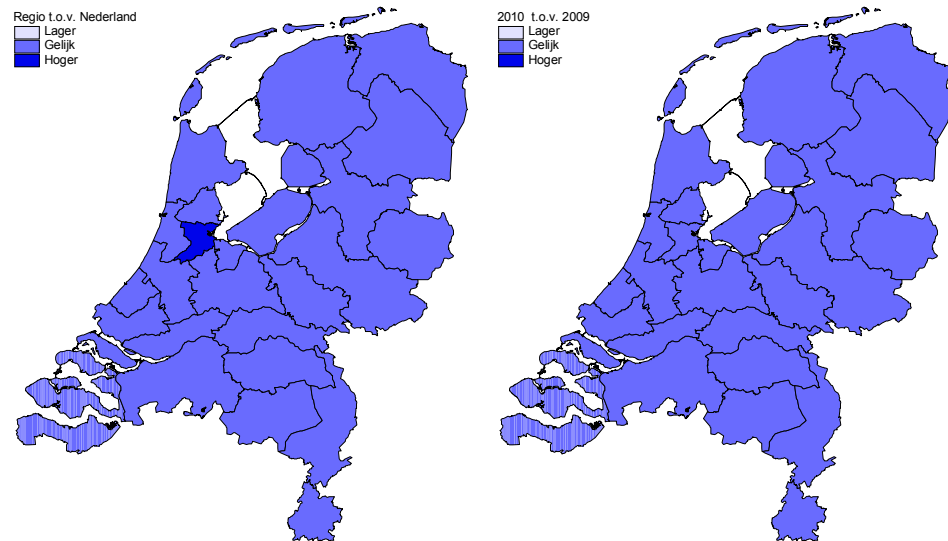 Regio t.o.v. Nederland
Lager
Gelijk
Hoger
2010 t.o.v. 2009
Lager
Gelijk
Hoger